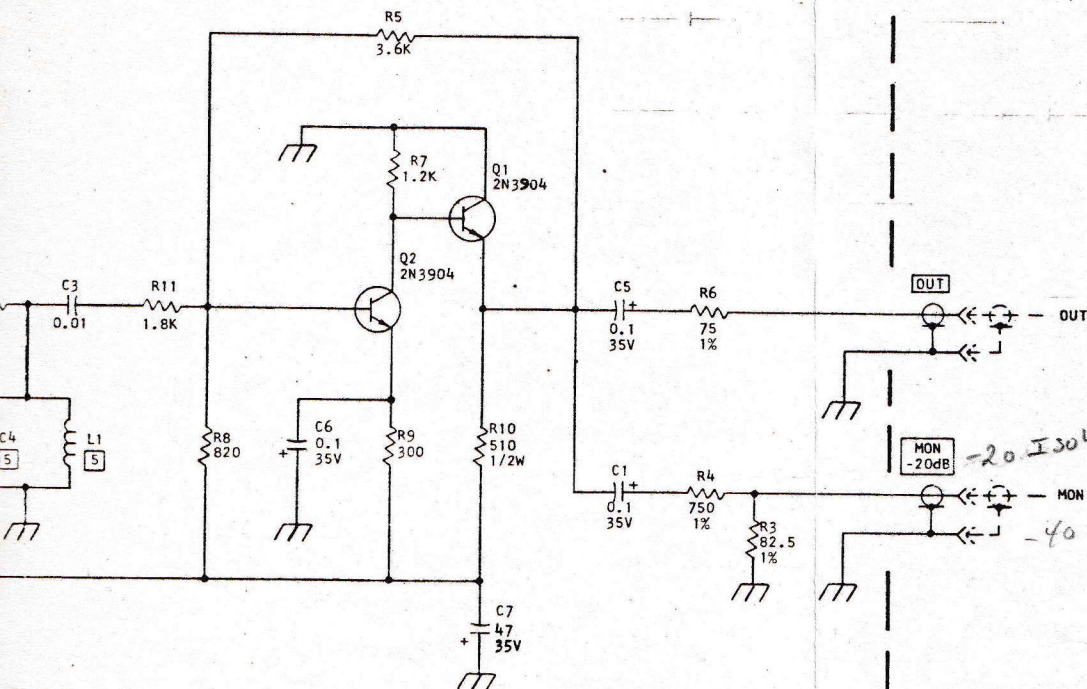 R5
3.6K
R7
1.2K
Q1
2N3904
Q2
2N3904
C3
0.01
R11
1.8K
C5
+
0.1
35V
R6
75
1%
OUT
OUT
C4
5
L1
5
R8
820
C6
0.1
35V
+
R9
300
R10
510
1/2W
C1
+
0.1
35V
R4
750
1%
R3
82.5
1%
MON
-20dB
-20
MON
-40
C7
47
35V
+